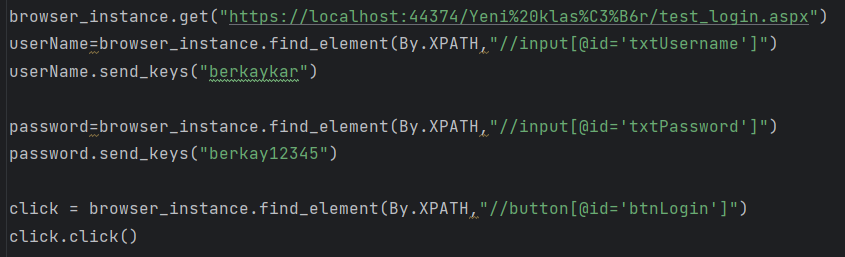 browser_instance.get("https://localhost:44374/Yeni%20klas%C3%B6r/test_login.aspx")
userName=browser_instance.find_element(By.XPATH,"//input[@id='txtUsername']")
userName.send_keys("berkaykar")
password=browser_instance.find_element(By.XPATH,"//input[@id='txtPassword']")
password.send_keys("berkay12345")
click = browser_instance.find_element(By.XPATH,"//button[@id='btnLogin']")
click.click()